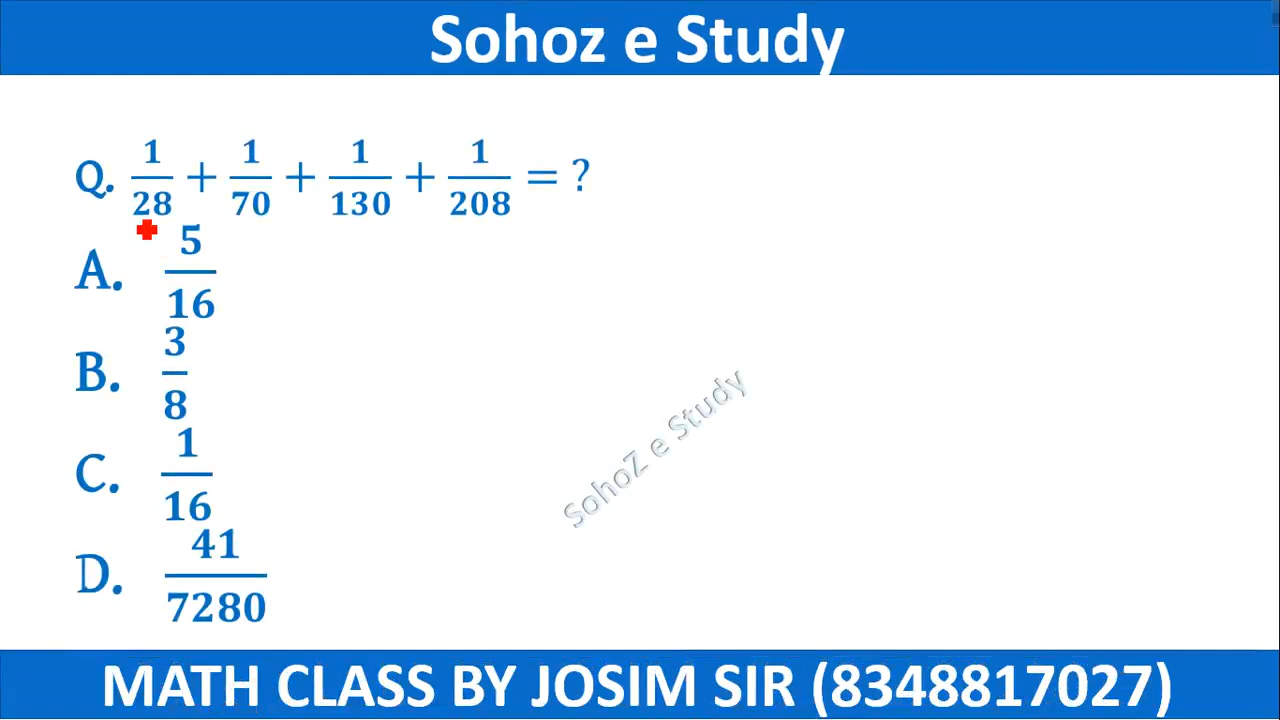 Sohoz e Study
Q. 1/28 + 1/70 + 1/130 + 1/208 = ?
A. 5/16
B. 3/8
C. 1/16
D. 41/7280
SohoZ e Study
MATH CLASS BY JOSIM SIR (8348817027)